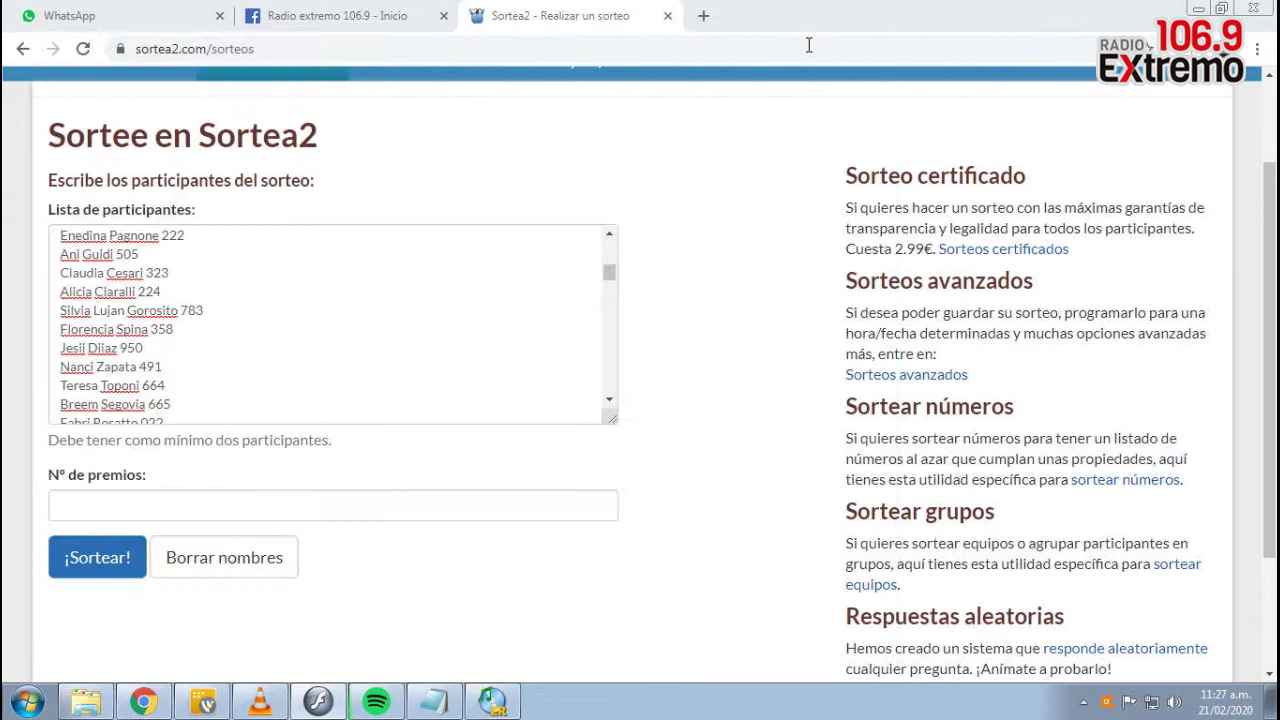 WhatsApp
Radio extremo 106.9 - Inicio
Sortea2 - Realizar un sorteo
sortea2.com/sorteos
RADIO 106.9
EXtremo
Sortee en Sortea2
Escribe los participantes del sorteo:
Lista de participantes:
Enedina Pagnone 222
Ani Guidi 505
Claudia Cesari 323
Alicia Ciaralli 224
Silvia Lujan Gorosito 783
Florencia Spina 358
Jesii Diiaz 950
Nanci Zapata 491
Teresa Toponi 664
Breem Segovia 665
Debe tener como mínimo dos participantes.
Nº de premios:
¡Sortear!
Borrar nombres
Sorteo certificado
Si quieres hacer un sorteo con las máximas garantías de
transparencia y legalidad para todos los participantes.
Cuesta 2.99€. Sorteos certificados
Sorteos avanzados
Si desea poder guardar su sorteo, programarlo para una
hora/fecha determinadas y muchas opciones avanzadas
más, entre en:
Sorteos avanzados
Sortear números
Si quieres sortear números para tener un listado de
números al azar que cumplan unas propiedades, aquí
tienes esta utilidad específica para sortear números.
Sortear grupos
Si quieres sortear equipos o agrupar participantes en
grupos, aquí tienes esta utilidad específica para sortear
equipos.
Respuestas aleatorias
Hemos creado un sistema que responde aleatoriamente
cualquier pregunta. ¡Anímate a probarlo!
11:27 a.m.
21/02/2020